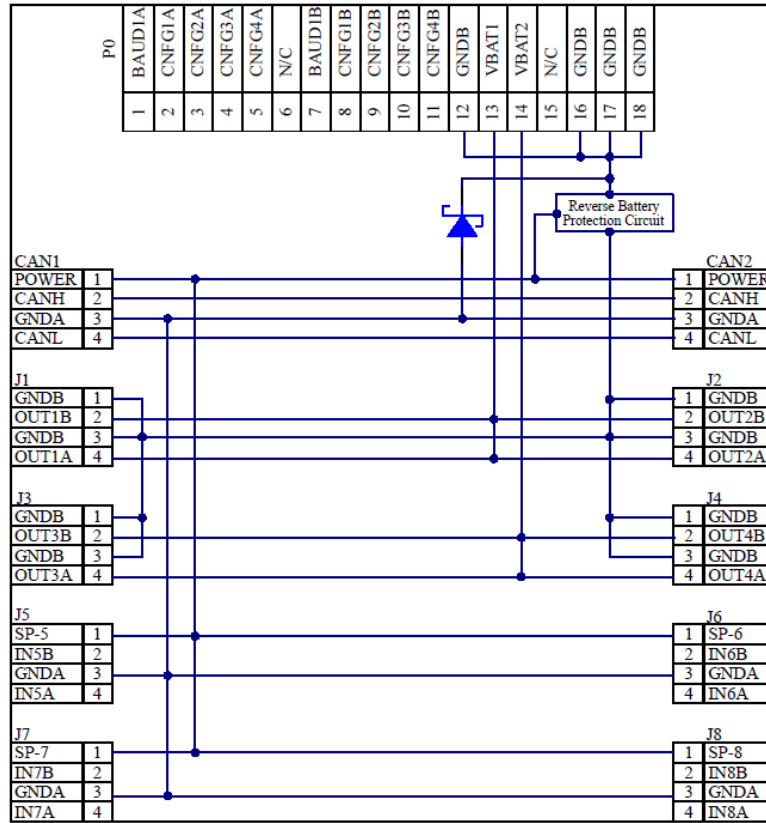 P0
BAUD1A
CNFG1A
CNFG2A
CNFG3A
CNFG4A
N/C
BAUD1B
CNFG1B
CNFG2B
CNFG3B
CNFG4B
GNDB
VBAT1
VBAT2
N/C
GNDB
GNDB
GNDB
1 2 3 4 5 6 7 8 9 10 11 12 13 14 15 16 17 18
Reverse Battery
Protection Circuit
CAN1
POWER 1
CANH 2
GNDA 3
CANL 4
CAN2
1 POWER
2 CANH
3 GNDA
4 CANL
J1
GNDB 1
OUT1B 2
GNDB 3
OUT1A 4
J2
1 GNDB
2 OUT2B
3 GNDB
4 OUT2A
J3
GNDB 1
OUT3B 2
GNDB 3
OUT3A 4
J4
1 GNDB
2 OUT4B
3 GNDB
4 OUT4A
J5
SP-5 1
IN5B 2
GNDA 3
IN5A 4
J6
1 SP-6
2 IN6B
3 GNDA
4 IN6A
J7
SP-7 1
IN7B 2
GNDA 3
IN7A 4
J8
1 SP-8
2 IN8B
3 GNDA
4 IN8A